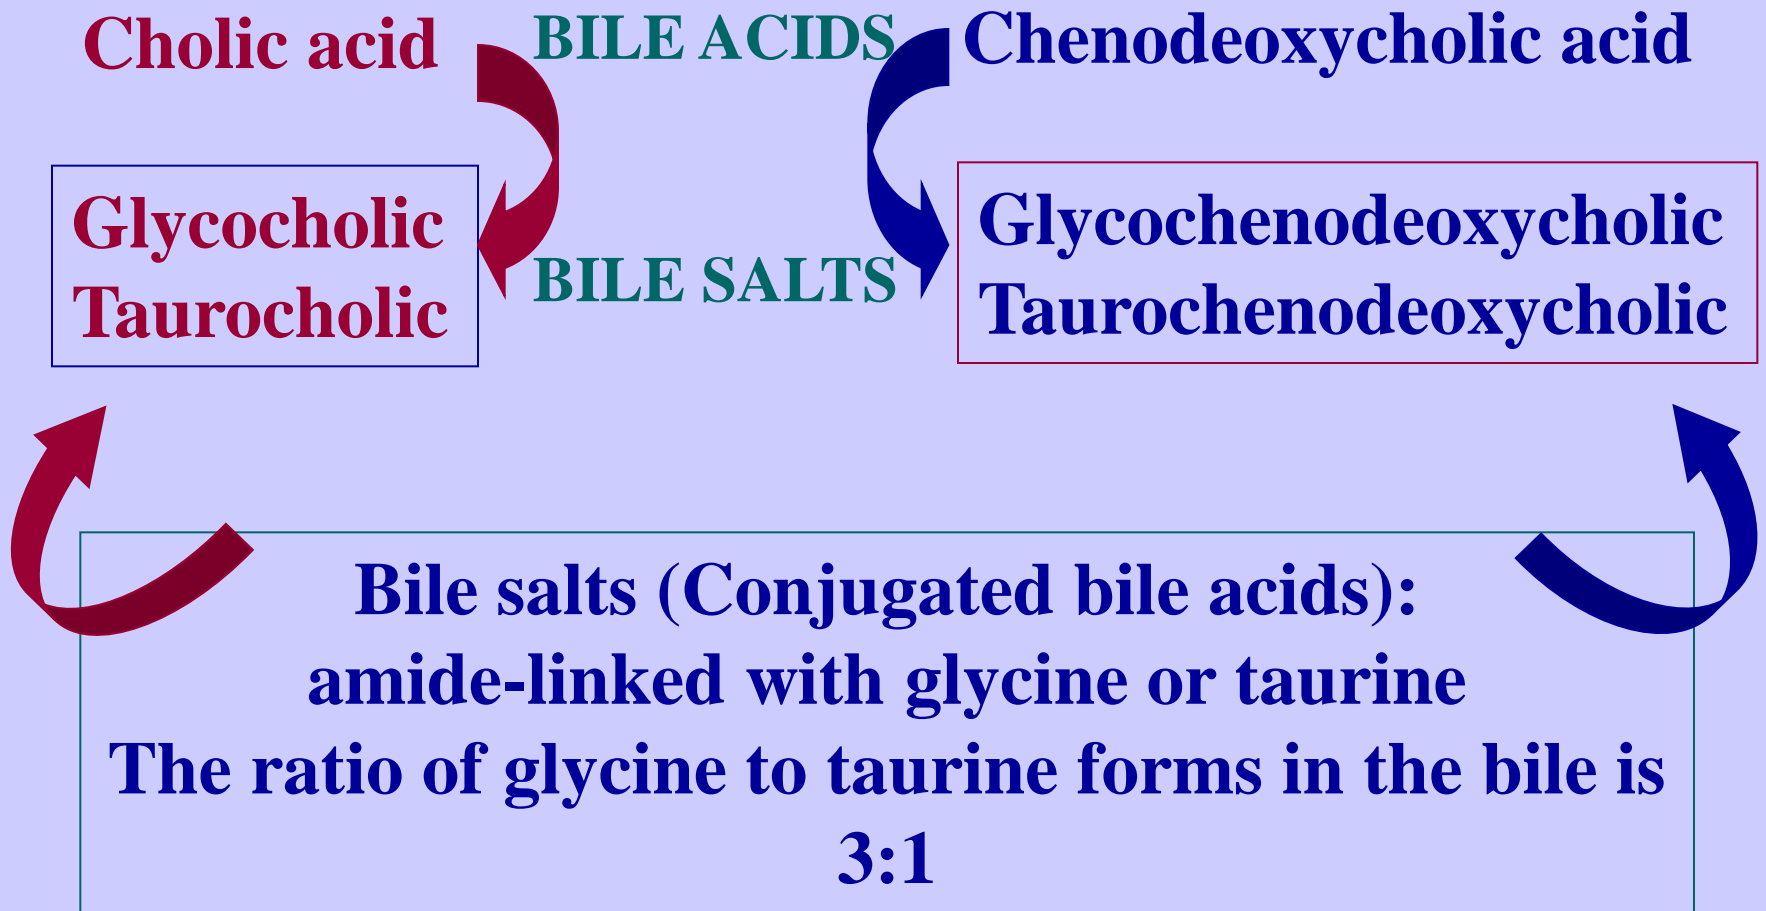 Cholic acid
BILE ACIDS
Chenodeoxycholic acid
Glycocholic
Taurocholic
BILE SALTS
Glycochenodeoxycholic
Taurochenodeoxycholic
Bile salts (Conjugated bile acids):
amide-linked with glycine or taurine
The ratio of glycine to taurine forms in the bile is
3:1